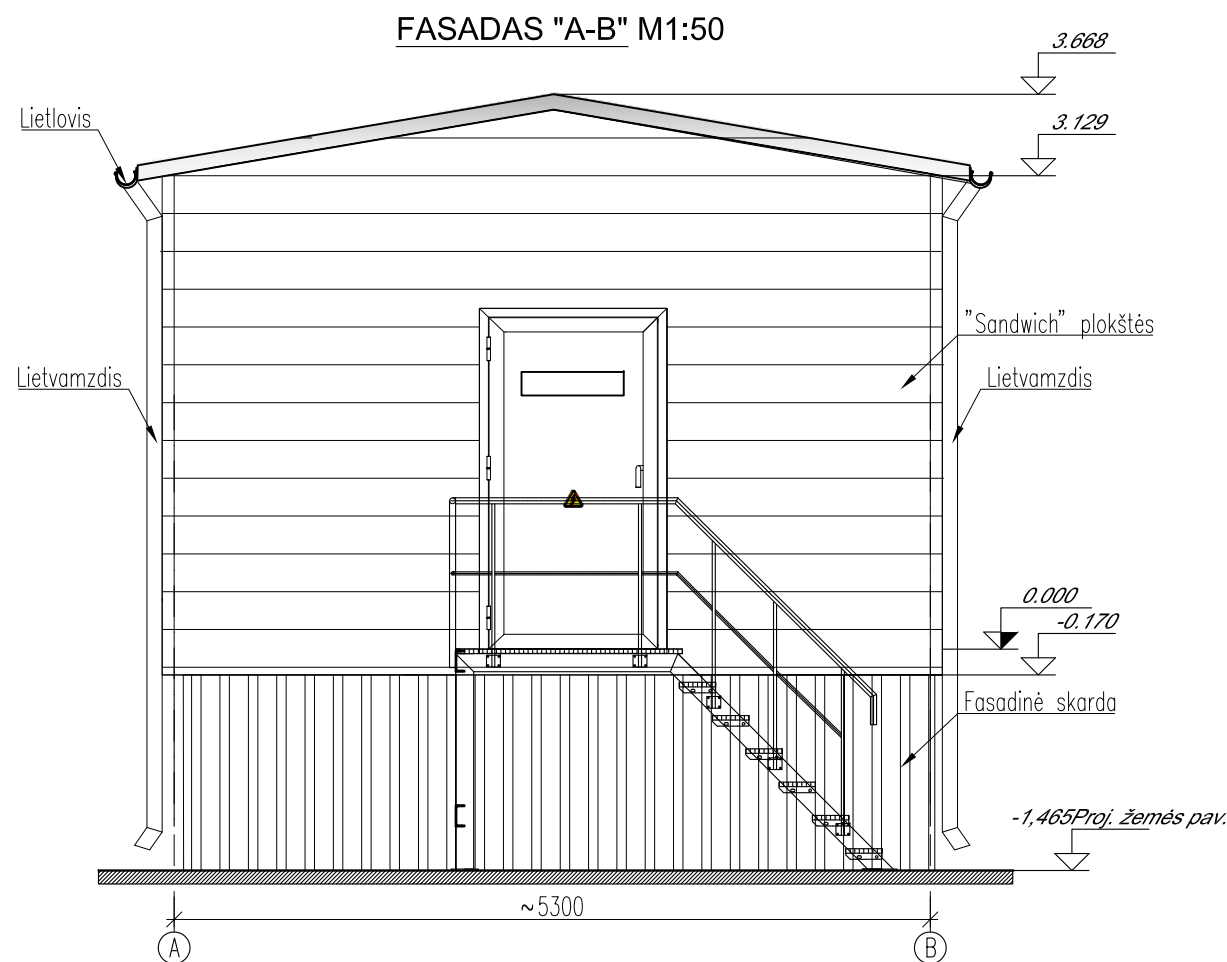 FASADAS "A-B" M1:50
3.668
Lietlovis
3.129
"Sandwich" plokštės
Lietvamzdis
Lietvamzdis
0.000
-0.170
Fasadinė skarda
-1,465Proj. žemės pav.
~5300
A
B